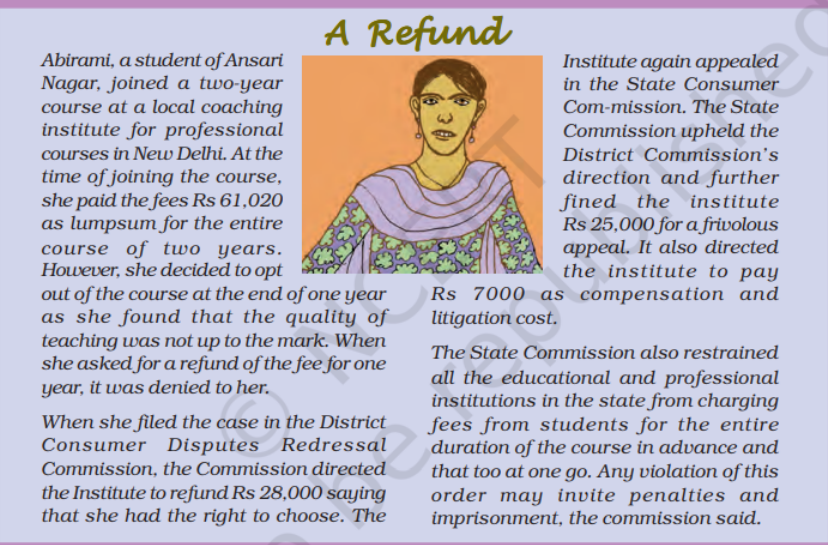 A Refund
Abirami, a student of Ansari
Nagar, joined a two-year
course at a local coaching
institute for professional
courses in New Delhi. At the
time of joining the course,
she paid the fees Rs 61,020
as lumpsum for the entire
course of two years.
However, she decided to opt
out of the course at the end of one year
as she found that the quality of
teaching was not up to the mark. When
she asked for a refund of the fee for one
year, it was denied to her.
When she filed the case in the District
Consumer Disputes Redressal
Commission, the Commission directed
the Institute to refund Rs 28,000 saying
that she had the right to choose. The
Institute again appealed
in the State Consumer
Com-mission. The State
Commission upheld the
District Commission's
direction and further
fined the institute
Rs 25,000 for a frivolous
appeal. It also directed
the institute to pay
Rs 7000 as compensation and
litigation cost.
The State Commission also restrained
all the educational and professional
institutions in the state from charging
fees from students for the entire
duration of the course in advance and
that too at one go. Any violation of this
order may invite penalties and
imprisonment, the commission said.
© NCERT
be republished